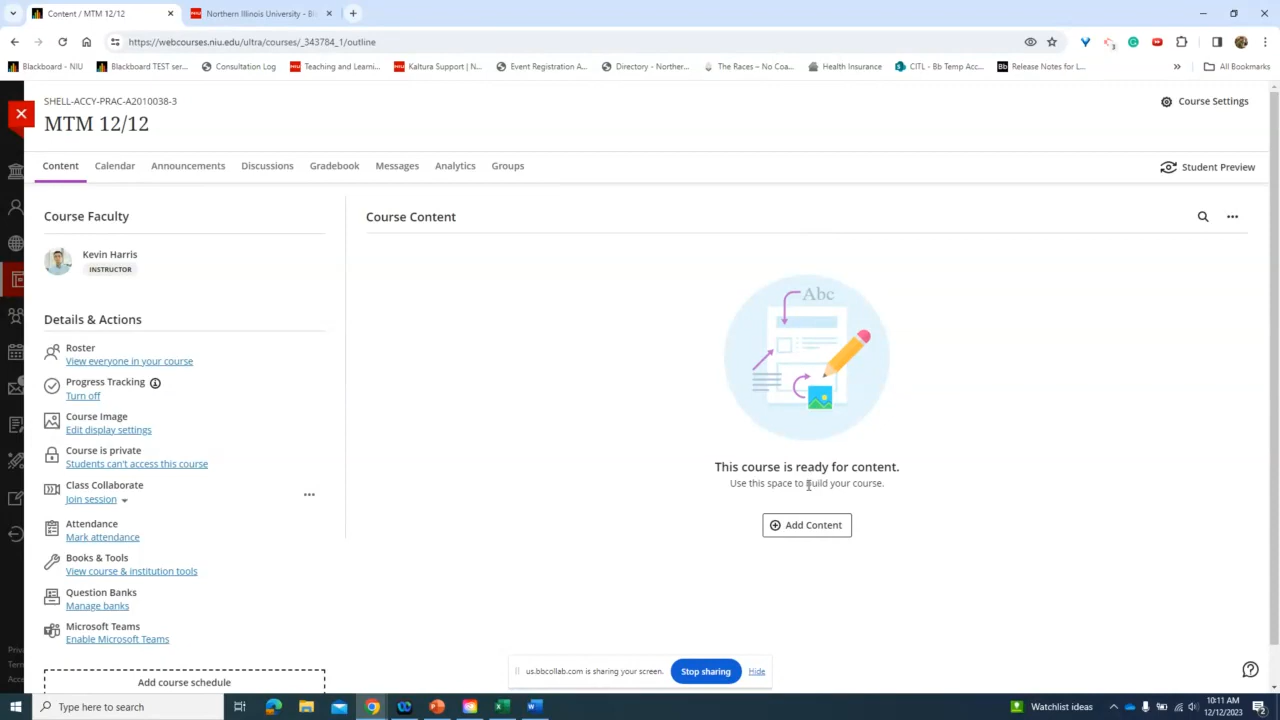 Content / MTM 12/12
Northern Illinois University - Bl
https://webcourses.niu.edu/ultra/courses/_343784_1/outline
Blackboard - NIU
Blackboard TEST ser...
Consultation Log
Teaching and Learni...
Kaltura Support | N...
Event Registration A...
Directory - Norther...
The Races – No Coa...
Health Insurance
CITL - Bb Temp Acc...
Release Notes for L...
All Bookmarks
SHELL-ACCY-PRAC-A2010038-3
MTM 12/12
Course Settings
Content
Calendar
Announcements
Discussions
Gradebook
Messages
Analytics
Groups
Student Preview
Course Faculty
Kevin Harris
INSTRUCTOR
Details & Actions
Roster
View everyone in your course
Progress Tracking
Turn off
Course Image
Edit display settings
Course is private
Students can't access this course
Class Collaborate
Join session
Attendance
Mark attendance
Books & Tools
View course & institution tools
Question Banks
Manage banks
Microsoft Teams
Enable Microsoft Teams
Add course schedule
Course Content
Abc
This course is ready for content.
Use this space to build your course.
Add Content
Priv
Term
Acce
us.bbcollab.com is sharing your screen.
Stop sharing
Hide
Type here to search
Watchlist ideas
10:11 AM
12/12/2023